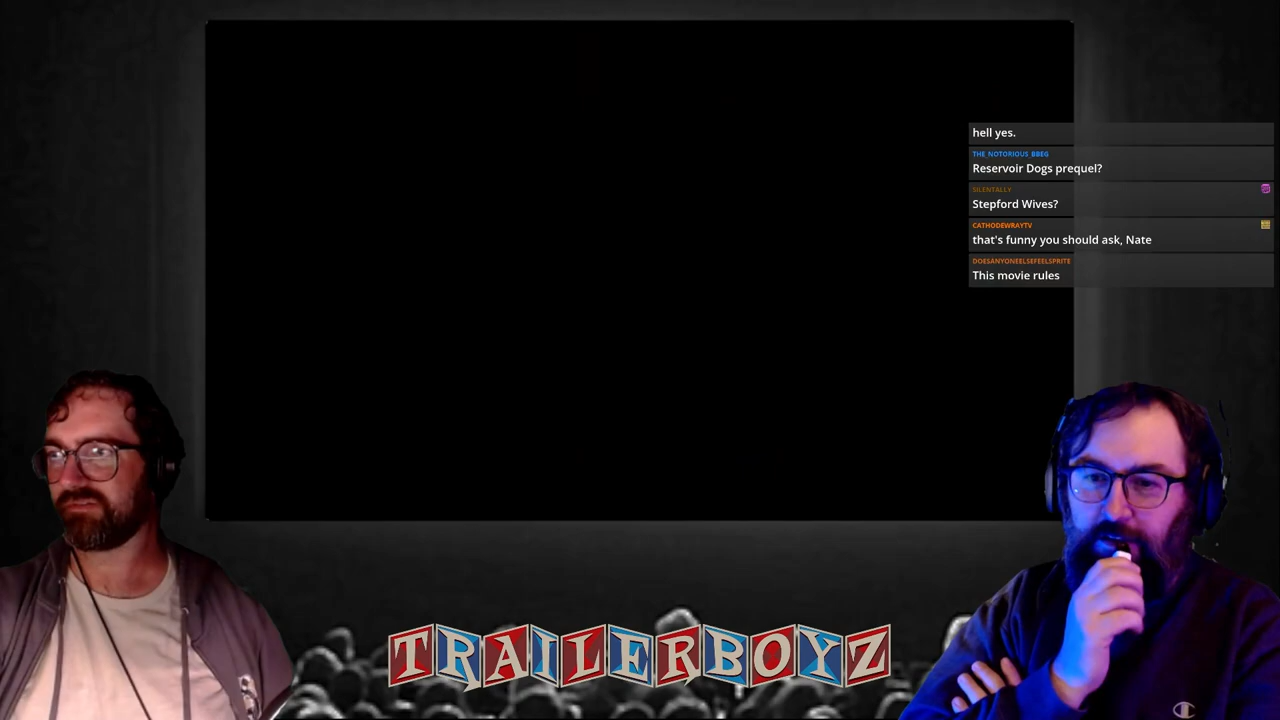 hell yes.
THE NOTORIOUS BBEG
Reservoir Dogs prequel?
SILENTALLY
Stepford Wives?
CATHODEWRAYTV
that's funny you should ask, Nate
DOESANYONEELSEFEELSPRITE
This movie rules
TRAILERBOYZ